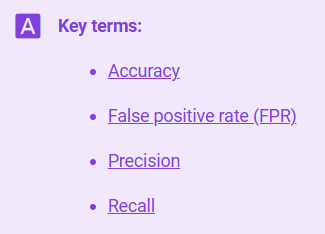 A Key terms:
Accuracy
False positive rate (FPR)
Precision
Recall